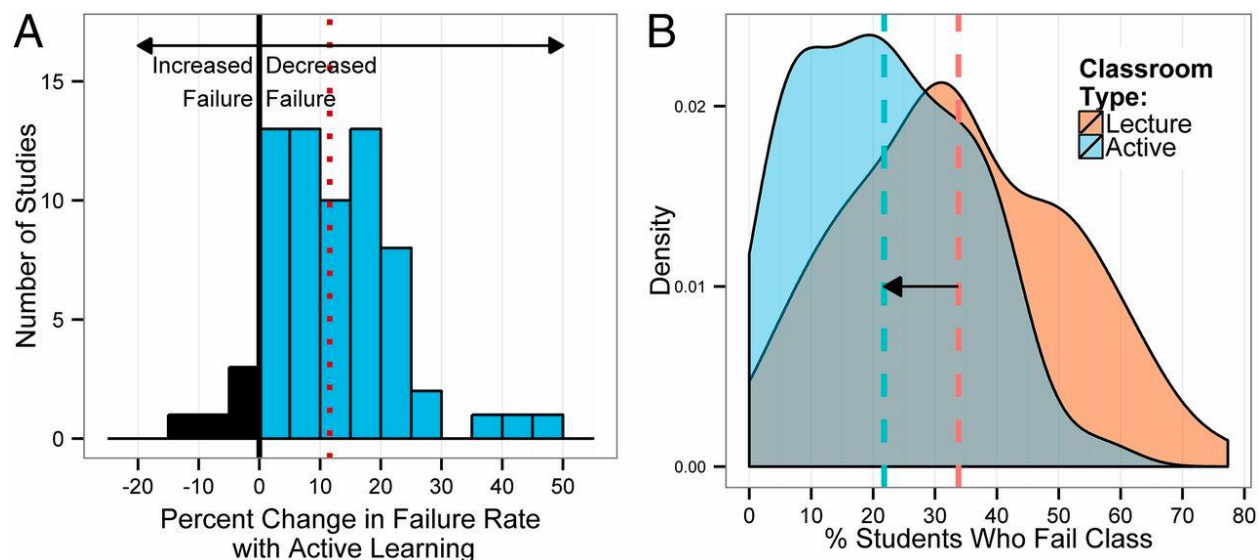 A
Increased Decreased
Failure Failure
15
10
5
0
Number of Studies
-20 -10 0 10 20 30 40 50
Percent Change in Failure Rate
with Active Learning
B
Classroom
Type:
Lecture
Active
0.02
0.01
0.00
Density
0 10 20 30 40 50 60 70 80
% Students Who Fail Class